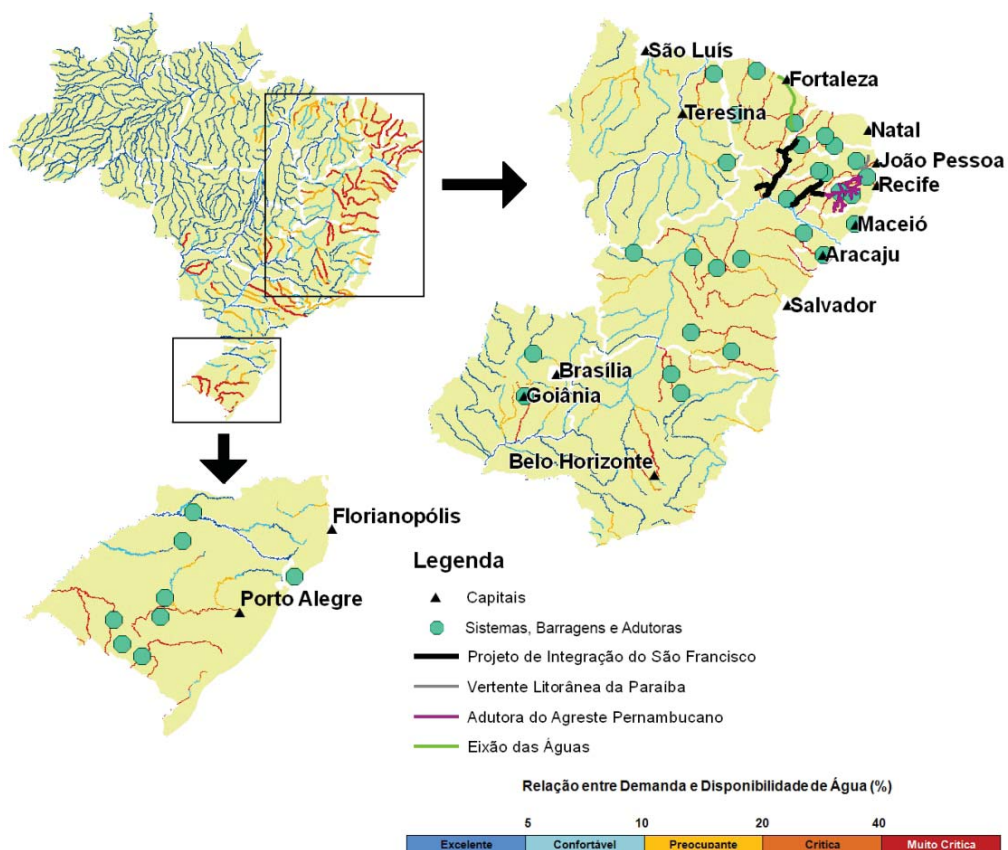 São Luís
Fortaleza
Teresina
Natal
João Pessoa
Recife
Maceió
Aracaju
Salvador
Brasília
Goiânia
Belo Horizonte
Florianopólis
Porto Alegre
Legenda
Capitais
Sistemas, Barragens e Adutoras
Projeto de Integração do São Francisco
Vertente Litorânea da Paraíba
Adutora do Agreste Pernambucano
Eixão das Águas
Relação entre Demanda e Disponibilidade de Água (%)
5 10 20 40
Excelente Confortável Preocupante Crítica Muito Crítica